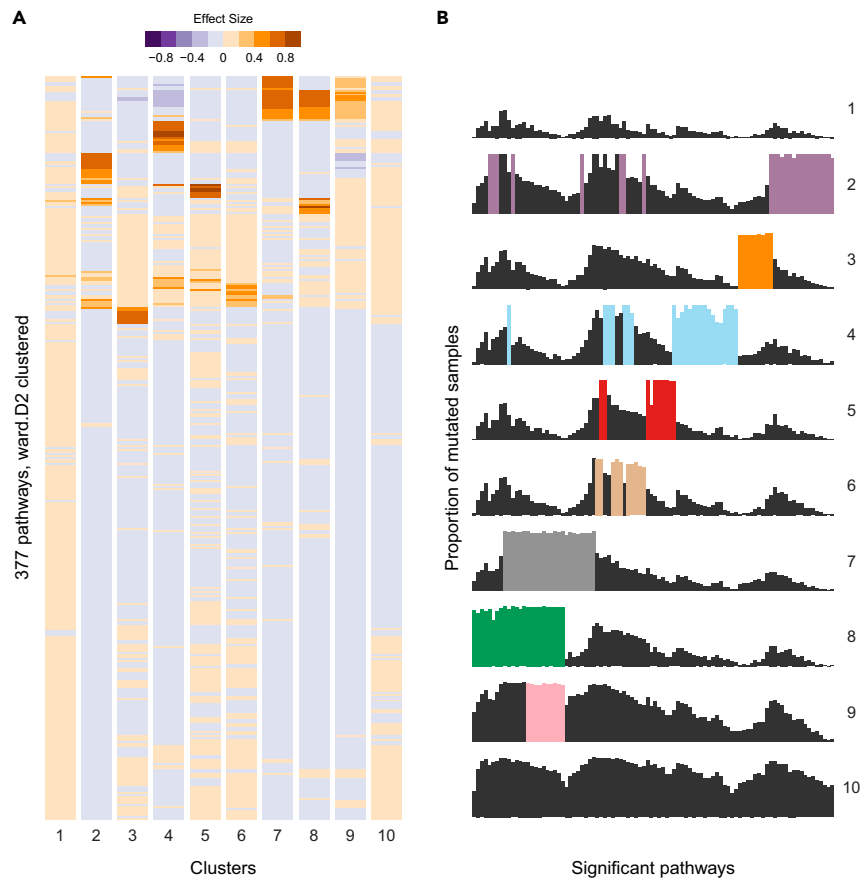 A
Effect Size
−0.8 −0.4 0 0.4 0.8
377 pathways, ward.D2 clustered
1 2 3 4 5 6 7 8 9 10
Clusters
B
Proportion of mutated samples
1
2
3
4
5
6
7
8
9
10
Significant pathways